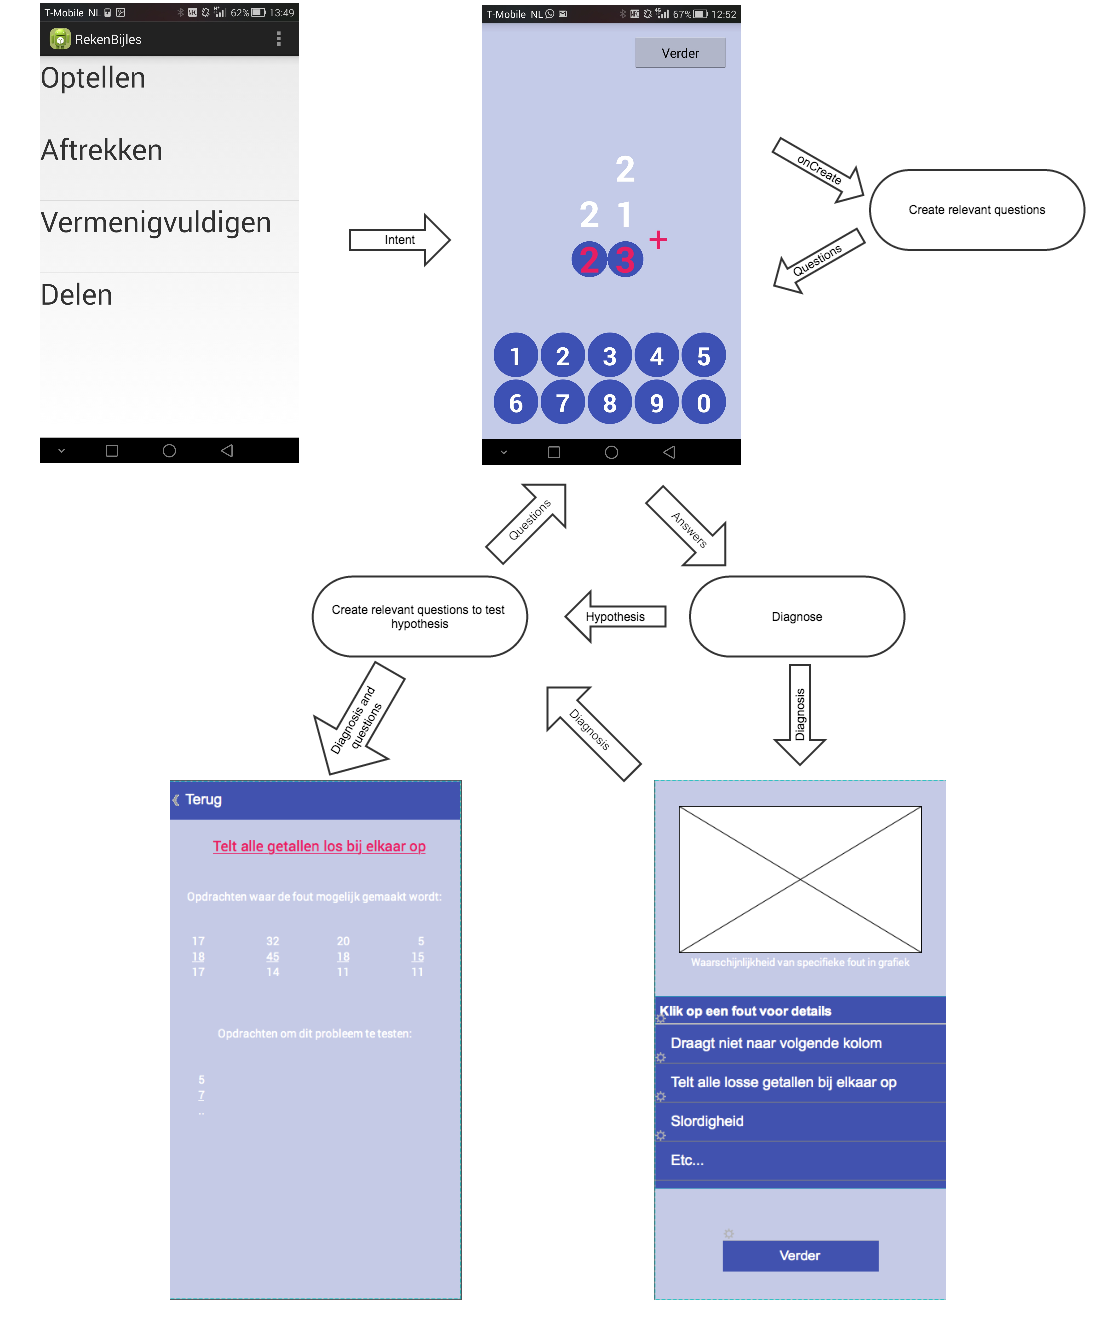 T-Mobile NL 62% 13:49
RekenBijles
Optellen
Aftrekken
Vermenigvuldigen
Delen
Intent
T-Mobile NL 67% 12:52
Verder
2
2 1
+
2 3
1 2 3 4 5
6 7 8 9 0
onCreate
Create relevant questions
Questions
Questions
Answers
Create relevant questions to test
hypothesis
Hypothesis
Diagnose
Diagnosis and
questions
Diagnosis
Diagnosis
Terug
Telt alle getallen los bij elkaar op
Opdrachten waar de fout mogelijk gemaakt wordt:
17 32 20 5
18 45 18 15
17 14 11 11
Opdrachten om dit probleem te testen:
5
7
..
Waarschijnlijkheid van specifieke fout in grafiek
Klik op een fout voor details
Draagt niet naar volgende kolom
Telt alle losse getallen bij elkaar op
Slordigheid
Etc...
Verder